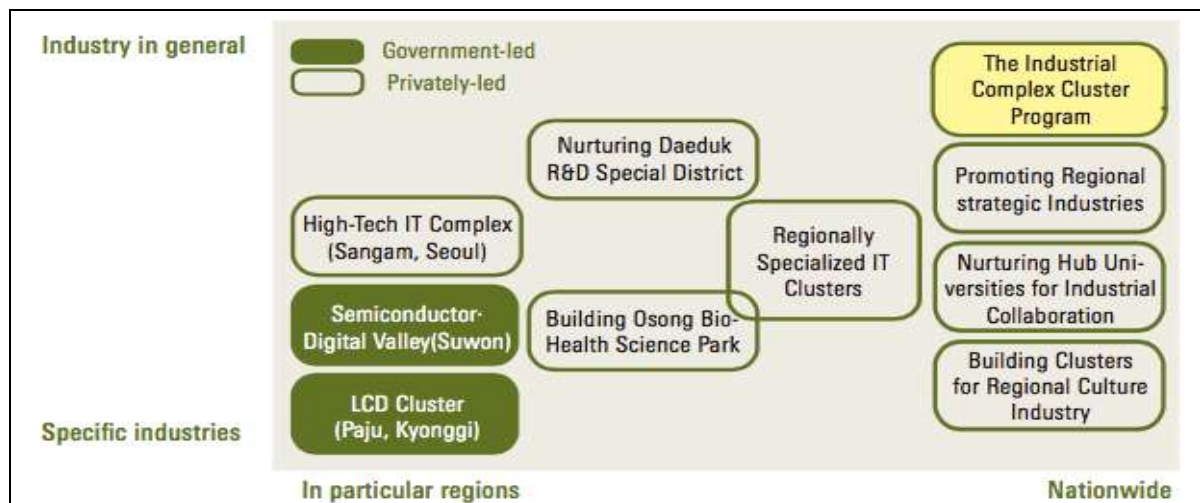 Industry in general
Government-led
Privately-led
The Industrial
Complex Cluster
Program
Nurturing Daeduk
R&D Special District
Promoting Regional
strategic Industries
High-Tech IT Complex
(Sangam, Seoul)
Regionally
Specialized IT
Clusters
Nurturing Hub Uni-
versities for Industrial
Collaboration
Semiconductor·
Digital Valley(Suwon)
Building Osong Bio-
Health Science Park
Building Clusters
for Regional Culture
Industry
LCD Cluster
(Paju, Kyonggi)
Specific industries
In particular regions
Nationwide